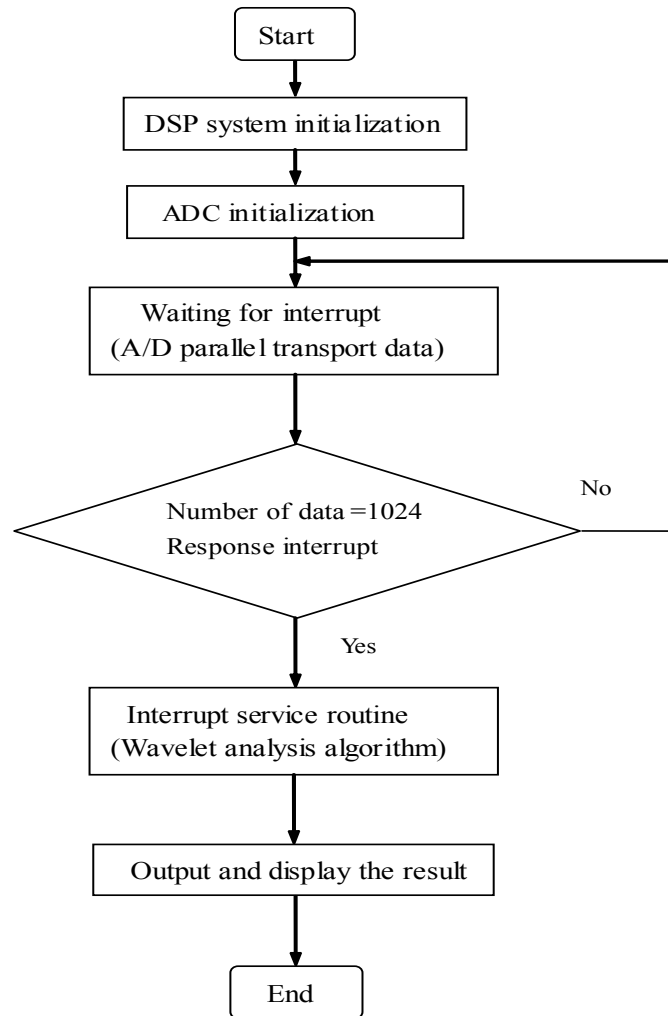 Start
DSP system initialization
ADC initialization
Waiting for interrupt
(A/D parallel transport data)
Number of data =1024
Response interrupt
No
Yes
Interrupt service routine
(Wavelet analysis algorithm)
Output and display the result
End